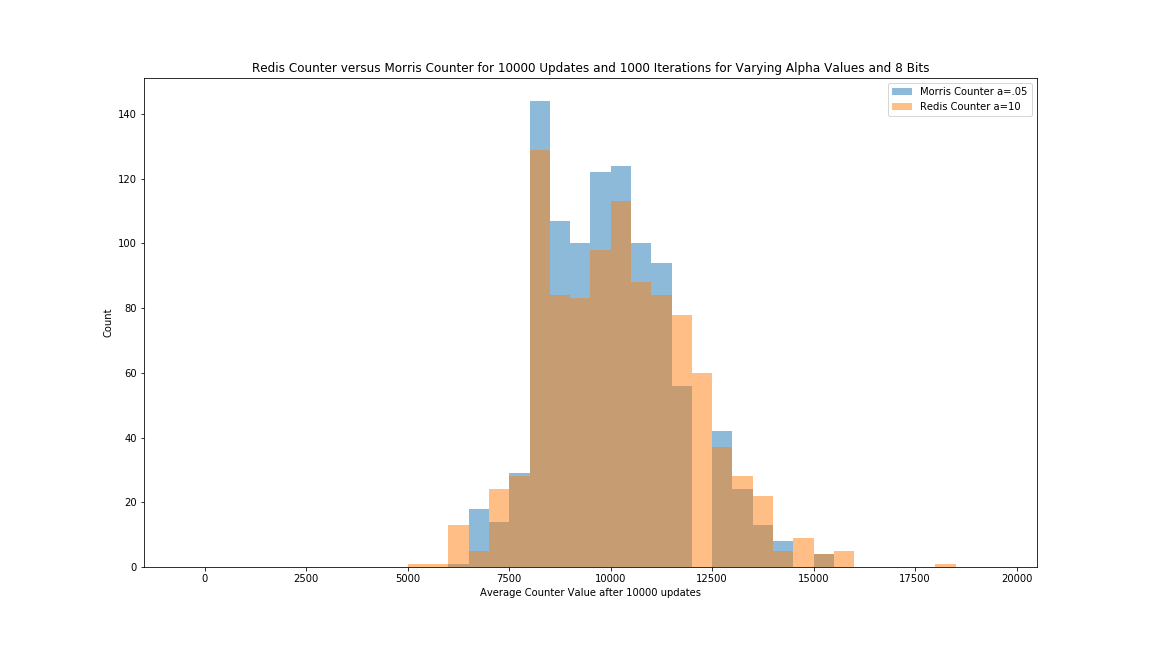 Redis Counter versus Morris Counter for 10000 Updates and 1000 Iterations for Varying Alpha Values and 8 Bits
Morris Counter a=.05
Redis Counter a=10
140
120
100
80
60
40
20
0
Count
0 2500 5000 7500 10000 12500 15000 17500 20000
Average Counter Value after 10000 updates